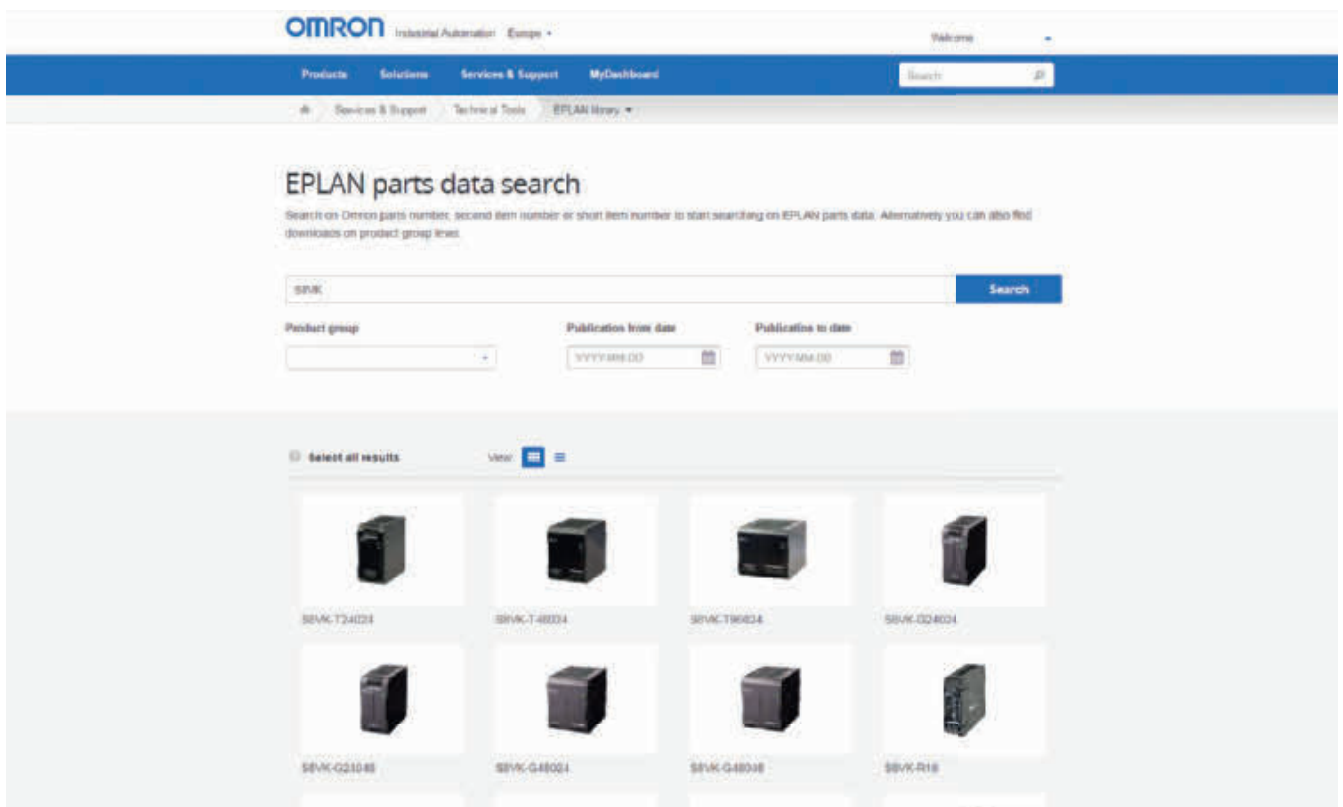 OMRON Industrial Automation Europe
Welcome
Products Solutions Services & Support MyDashboard Search
Services & Support Technical Tools EPLAN library
EPLAN parts data search
Search on Omron parts number, second item number or short item number to start searching on EPLAN parts data. Alternatively you can also find
downloads on product group level.
S8VK Search
Product group Publication from date Publication to date
YYYY-MM-DD YYYY-MM-DD
Select all results View:
S8VK-T24024 S8VK-T48024 S8VK-T96024 S8VK-G24024
S8VK-G24048 S8VK-G48024 S8VK-G48048